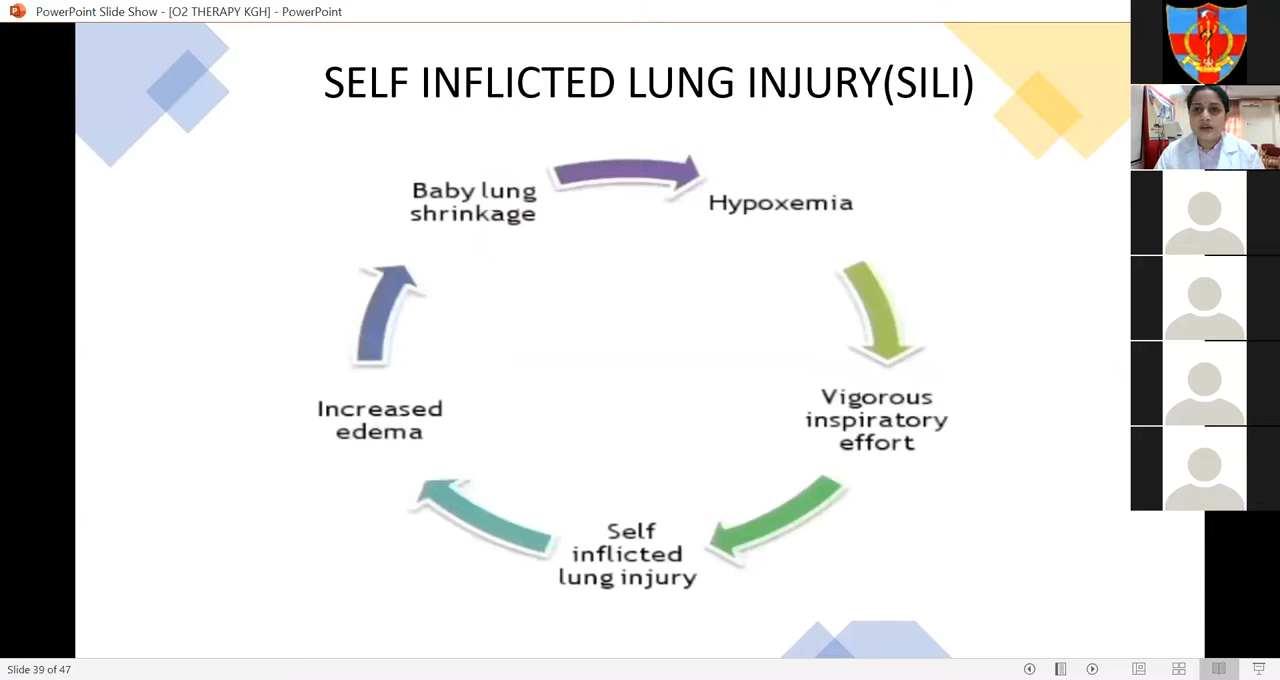 PowerPoint Slide Show - [O2 THERAPY KGH] - PowerPoint
SELF INFLICTED LUNG INJURY(SILI)
Baby lung
shrinkage
Hypoxemia
Vigorous
inspiratory
effort
Self
inflicted
lung injury
Increased
edema
Slide 39 of 47